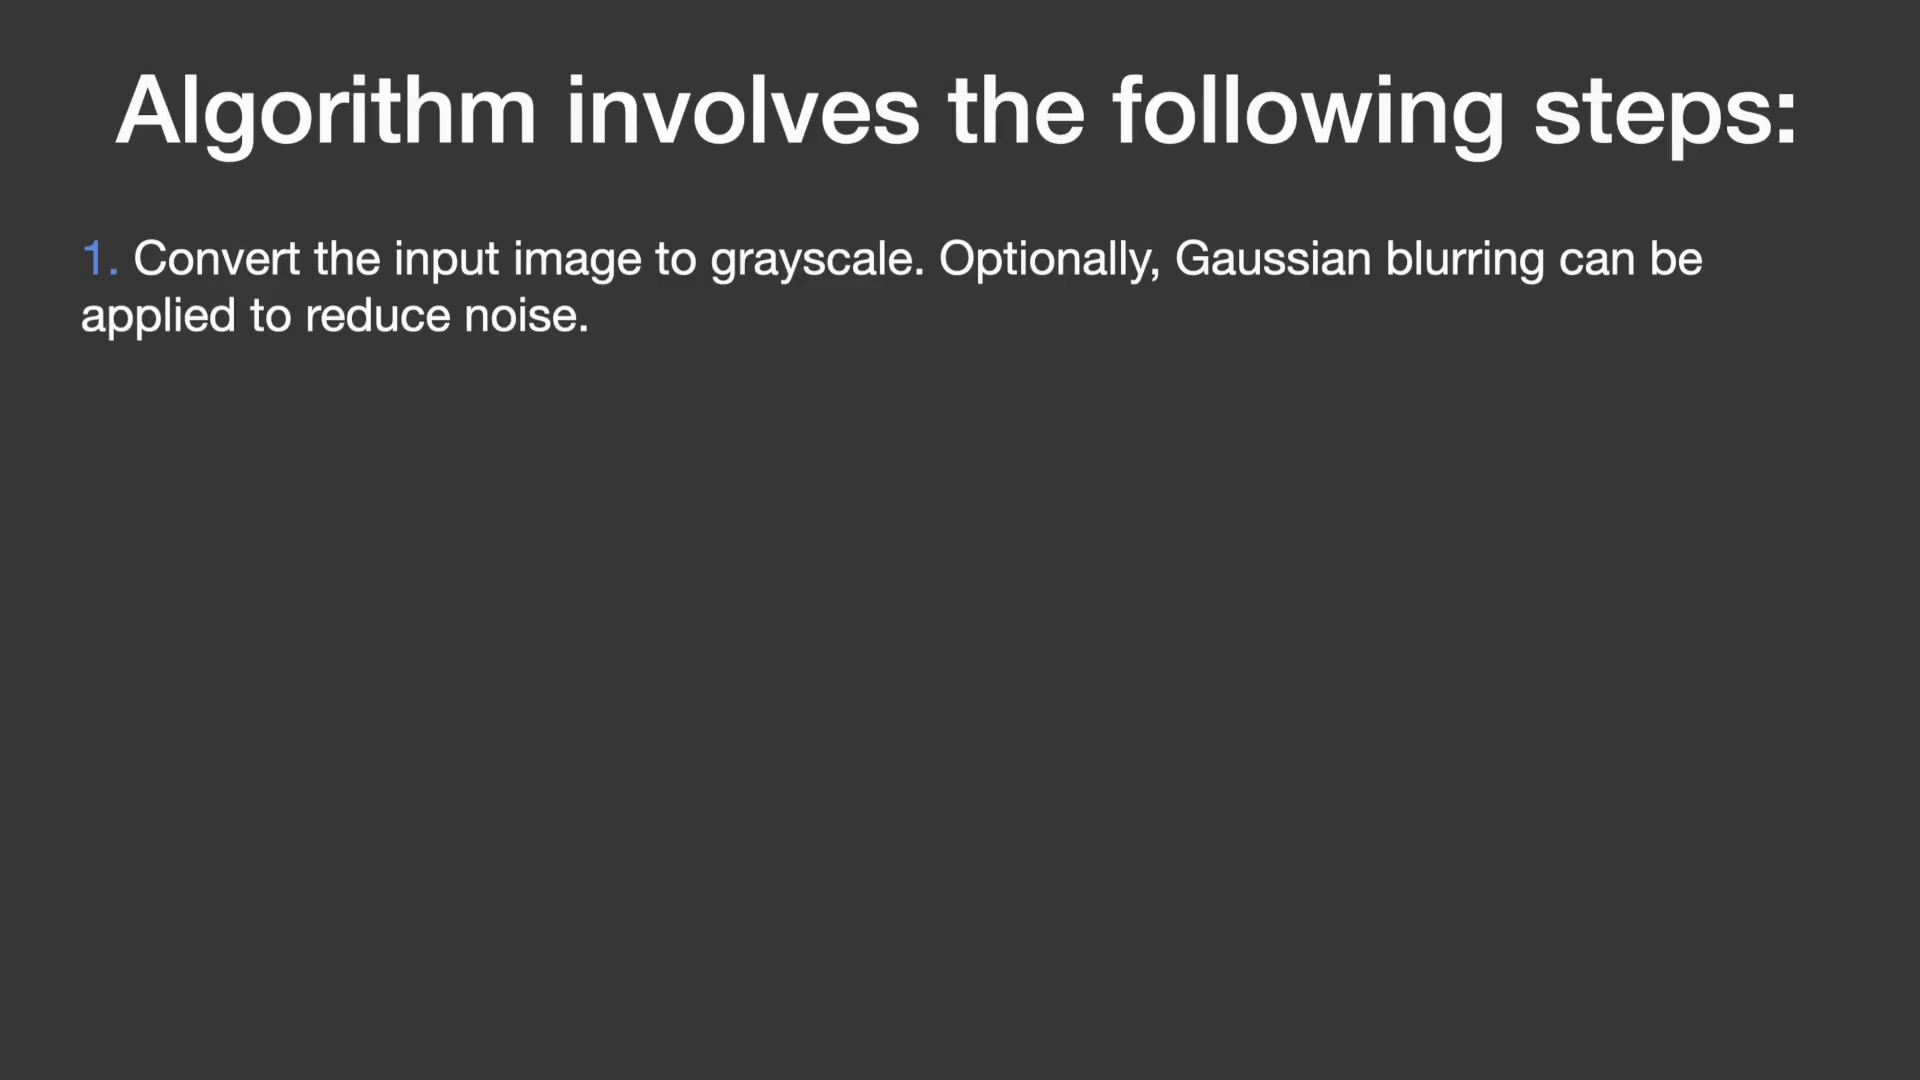 Algorithm involves the following steps:
1. Convert the input image to grayscale. Optionally, Gaussian blurring can be
applied to reduce noise.